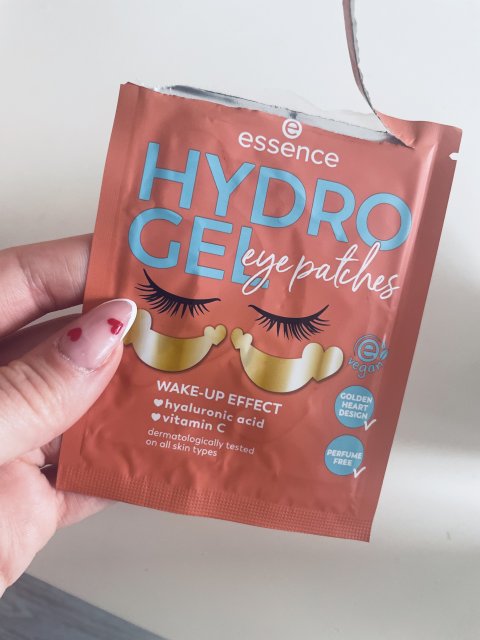 e
essence
HYDRO
GEL
eye patches
e
vegan
WAKE-UP EFFECT
hyaluronic acid
vitamin C
dermatologically tested
on all skin types
GOLDEN
HEART
DESIGN
PERFUME
FREE